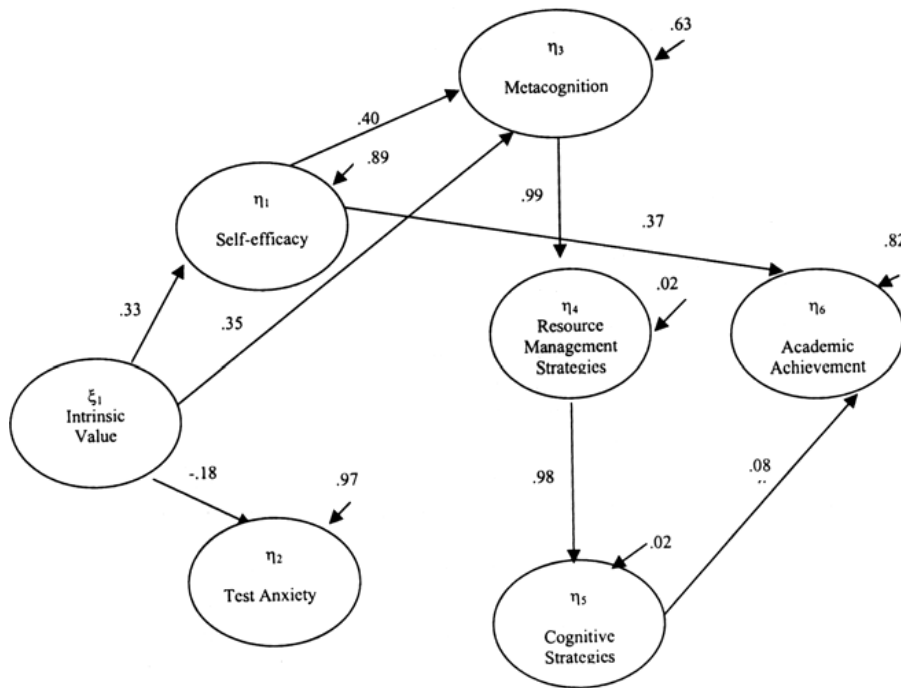 .63
η3
Metacognition
.40
.89
η1
Self-efficacy
.99
.37
.82
.33
.35
.02
η4
Resource
Management
Strategies
η6
Academic
Achievement
ξ1
Intrinsic
Value
-.18
.97
.98
.08
η2
Test Anxiety
.02
η5
Cognitive
Strategies